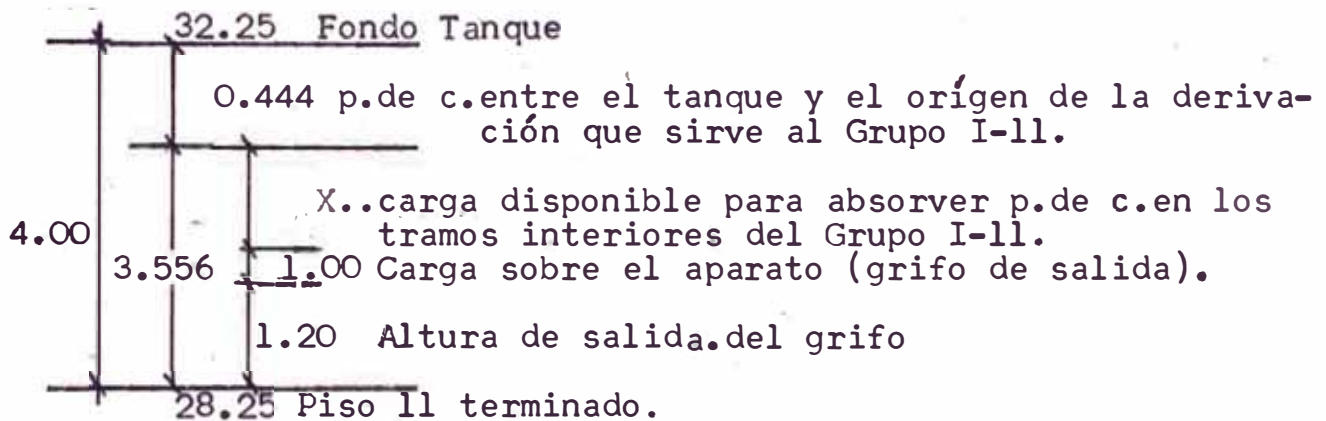 32.25 Fondo Tanque
0.444 p.de c.entre el tanque y el orígen de la deriva-
ción que sirve al Grupo I-11.
X..carga disponible para absorver p.de c.en los
tramos interiores del Grupo I-11.
4.00
3.556
1.00 Carga sobre el aparato (grifo de salida).
1.20 Altura de salida.del grifo
28.25 Piso 11 terminado.